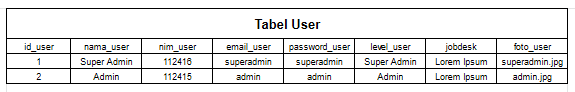 Tabel User
id_user nama_user nim_user email_user password_user level_user jobdesk foto_user
1 Super Admin 112416 superadmin superadmin Super Admin Lorem Ipsum superadmin.jpg
2 Admin 112415 admin admin Admin Lorem Ipsum admin.jpg